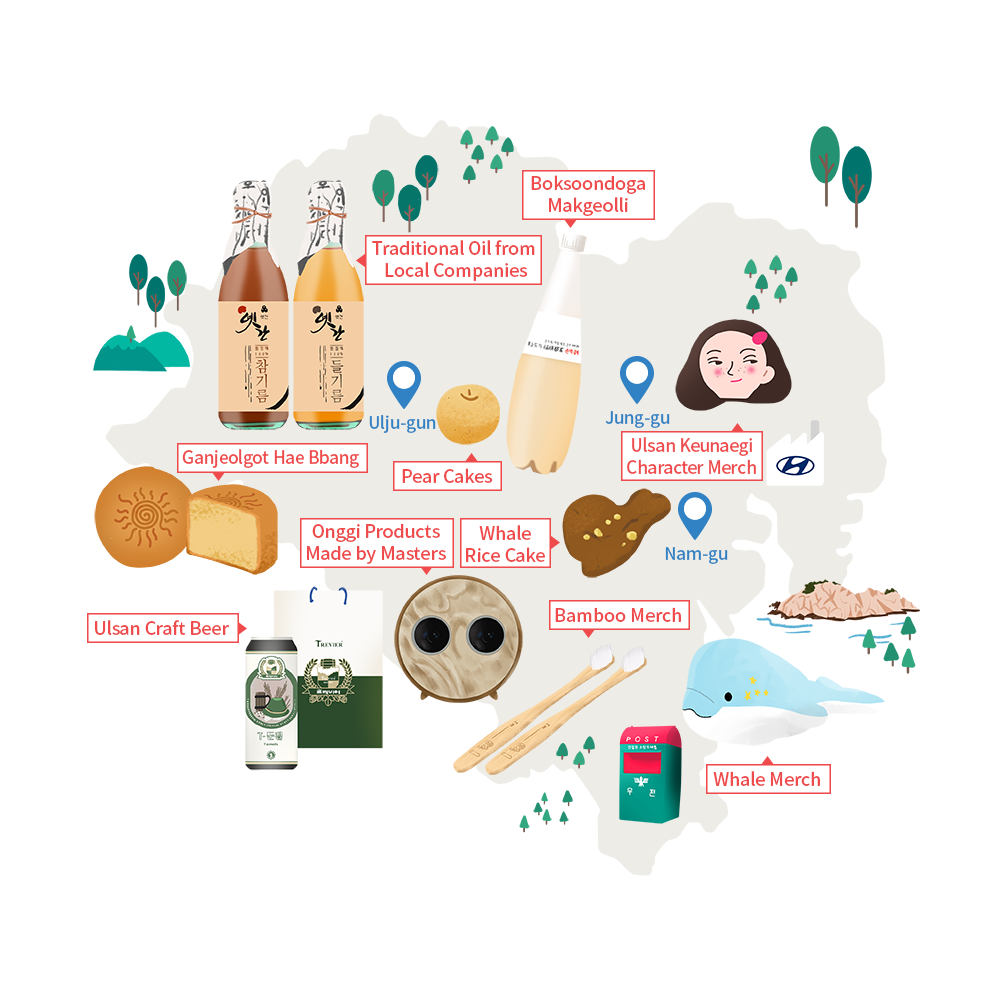 Boksoondoga
Makgeolli
Traditional Oil from
Local Companies
옛간
참기름
옛간
들기름
Ulju-gun
Jung-gu
Ulsan Keunaegi
Character Merch
Ganjeolgot Hae Bbang
Pear Cakes
Onggi Products
Made by Masters
Whale
Rice Cake
Nam-gu
Ulsan Craft Beer
TREVIER
Bamboo Merch
POST
우 편
Whale Merch